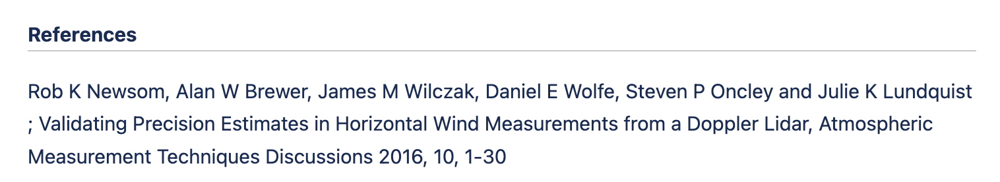 References
Rob K Newsom, Alan W Brewer, James M Wilczak, Daniel E Wolfe, Steven P Oncley and Julie K Lundquist
; Validating Precision Estimates in Horizontal Wind Measurements from a Doppler Lidar, Atmospheric
Measurement Techniques Discussions 2016, 10, 1-30